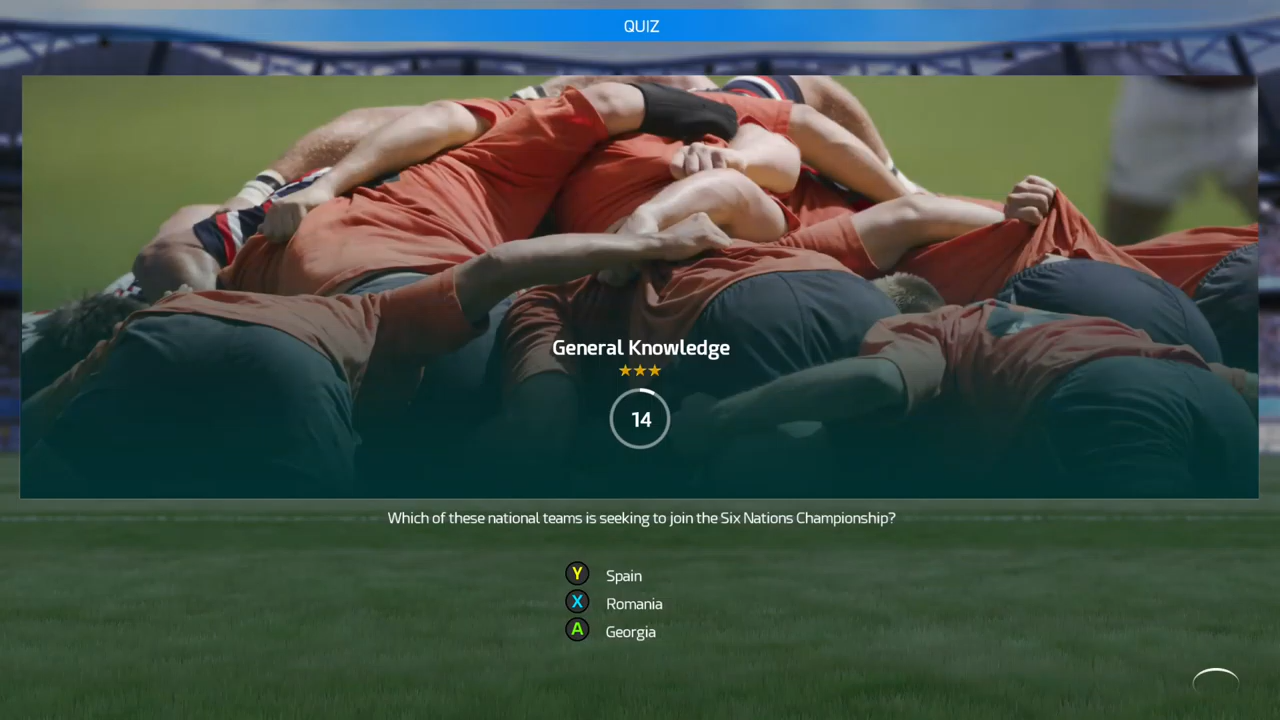 QUIZ
General Knowledge
14
Which of these national teams is seeking to join the Six Nations Championship?
Y Spain
X Romania
A Georgia